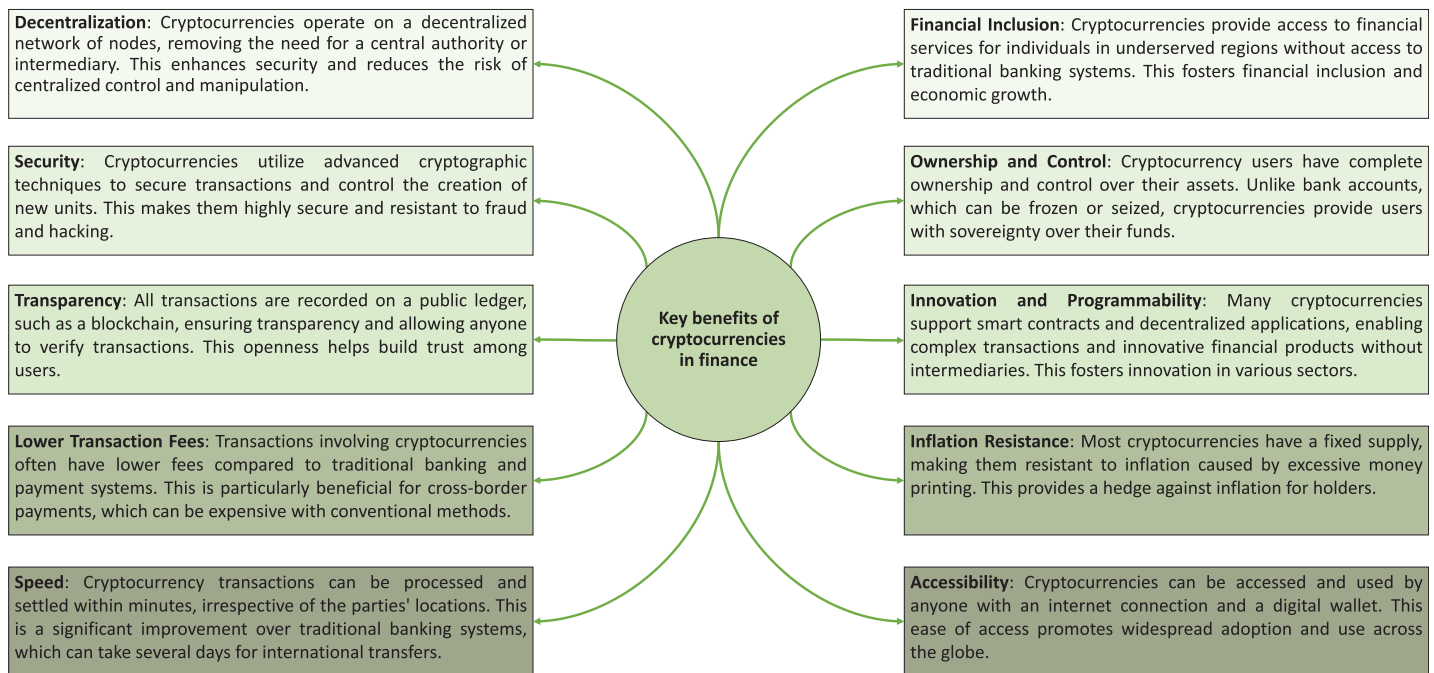 Decentralization: Cryptocurrencies operate on a decentralized
network of nodes, removing the need for a central authority or
intermediary. This enhances security and reduces the risk of
centralized control and manipulation.
Security: Cryptocurrencies utilize advanced cryptographic
techniques to secure transactions and control the creation of
new units. This makes them highly secure and resistant to fraud
and hacking.
Transparency: All transactions are recorded on a public ledger,
such as a blockchain, ensuring transparency and allowing anyone
to verify transactions. This openness helps build trust among
users.
Lower Transaction Fees: Transactions involving cryptocurrencies
often have lower fees compared to traditional banking and
payment systems. This is particularly beneficial for cross-border
payments, which can be expensive with conventional methods.
Speed: Cryptocurrency transactions can be processed and
settled within minutes, irrespective of the parties' locations. This
is a significant improvement over traditional banking systems,
which can take several days for international transfers.
Key benefits of
cryptocurrencies
in finance
Financial Inclusion: Cryptocurrencies provide access to financial
services for individuals in underserved regions without access to
traditional banking systems. This fosters financial inclusion and
economic growth.
Ownership and Control: Cryptocurrency users have complete
ownership and control over their assets. Unlike bank accounts,
which can be frozen or seized, cryptocurrencies provide users
with sovereignty over their funds.
Innovation and Programmability: Many cryptocurrencies
support smart contracts and decentralized applications, enabling
complex transactions and innovative financial products without
intermediaries. This fosters innovation in various sectors.
Inflation Resistance: Most cryptocurrencies have a fixed supply,
making them resistant to inflation caused by excessive money
printing. This provides a hedge against inflation for holders.
Accessibility: Cryptocurrencies can be accessed and used by
anyone with an internet connection and a digital wallet. This
ease of access promotes widespread adoption and use across
the globe.